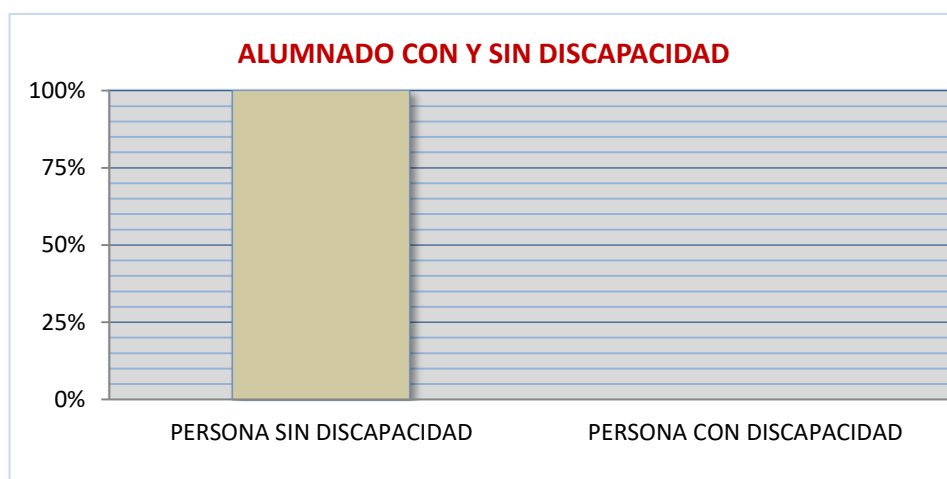 ALUMNADO CON Y SIN DISCAPACIDAD
100%
75%
50%
25%
0%
PERSONA SIN DISCAPACIDAD
PERSONA CON DISCAPACIDAD